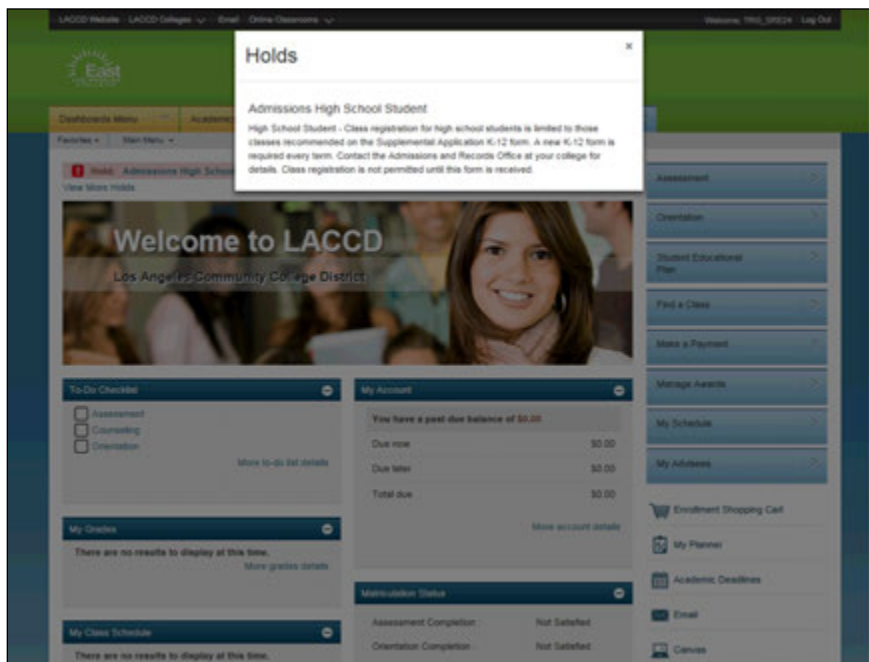 LACCD Website LACCD Colleges Email Online Classrooms Welcome, Log Out
East
Holds ×
Admissions High School Student
High School Student - Class registration for high school students is limited to those
classes recommended on the Supplemental Application K-12 form. A new K-12 form is
required every term. Contact the Admissions and Records Office at your college for
details. Class registration is not permitted until this form is received.
Dashboards Menu Academic
Favorites Main Menu
Hold: Admissions High School
View More Holds
Welcome to LACCD
Los Angeles Community College District
Assessment
Orientation
Student Educational
Plan
Find a Class
Make a Payment
Manage Awards
My Schedule
My Advisees
To-Do Checklist
Assessment
Counseling
Orientation
More to-do list details
My Account
You have a past due balance of $0.00
Due now $0.00
Due later $0.00
Total due $0.00
More account details
My Grades
There are no results to display at this time.
More grades details
Matriculation Status
Assessment Completion: Not Satisfied
Orientation Completion: Not Satisfied
My Class Schedule
There are no results to display at this time.
Enrollment Shopping Cart
My Planner
Academic Deadlines
Email
Canvas